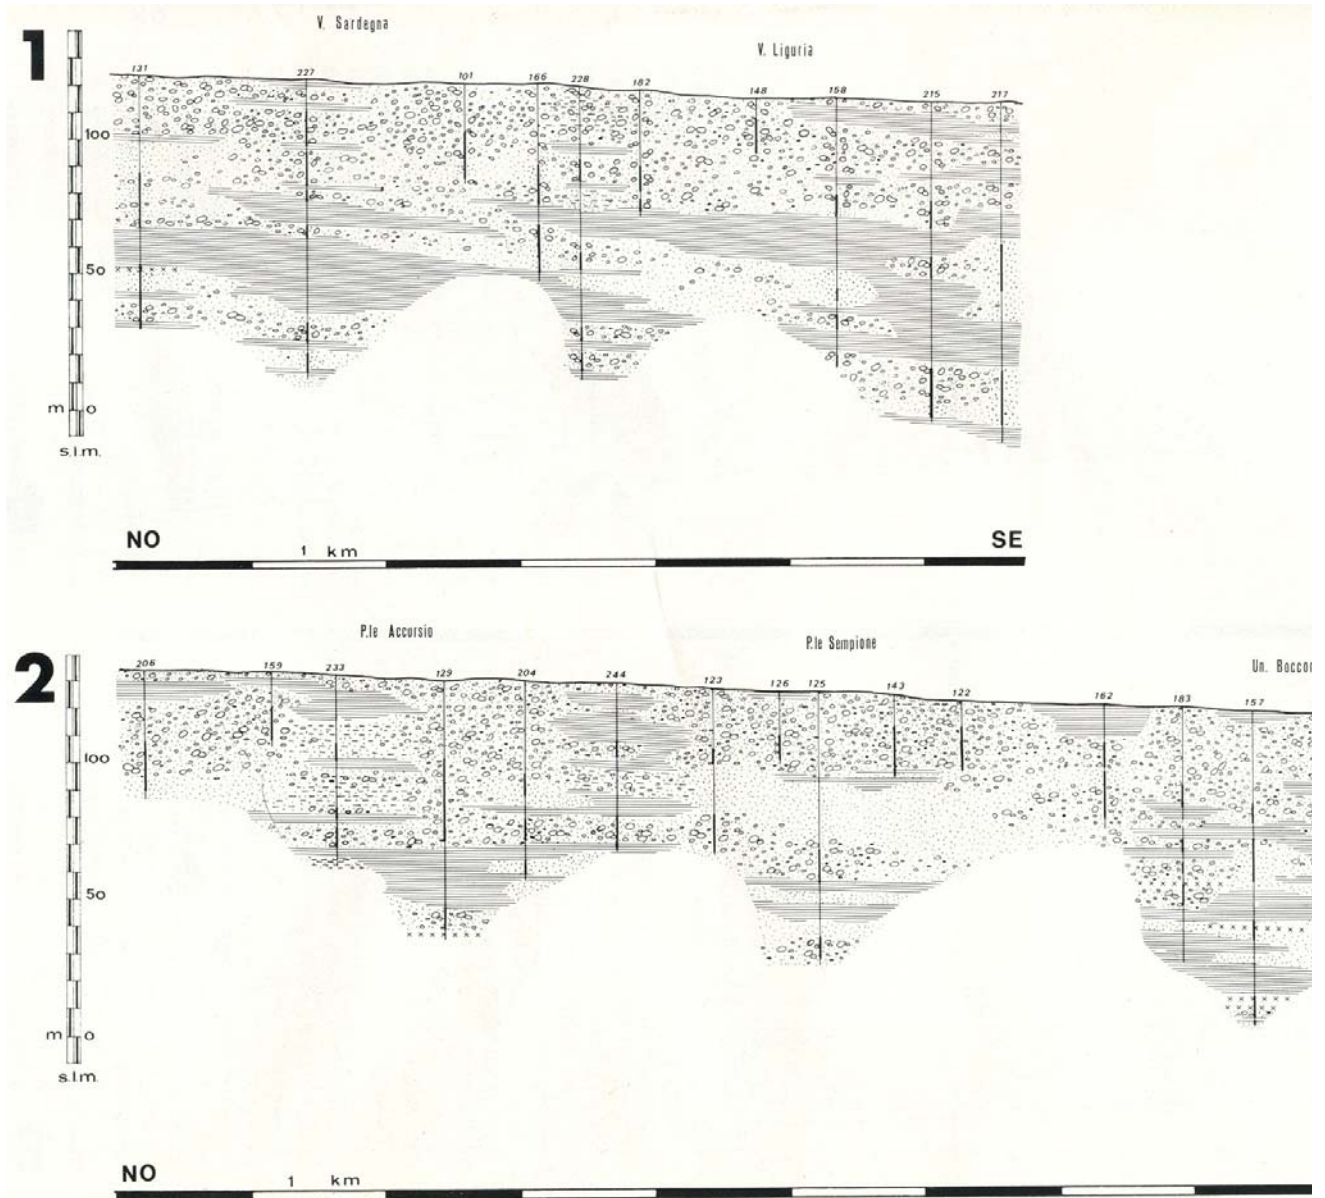 1
V. Sardegna
V. Liguria
131 227 101 166 228 182 148 158 215 217
100
50
m 0
s.l.m.
NO SE
1 km
2
P.le Accursio
P.le Sempione
Un. Boccon
206 159 233 129 204 244 123 126 125 143 122 162 183 157
100
50
m 0
s.l.m.
NO
1 km